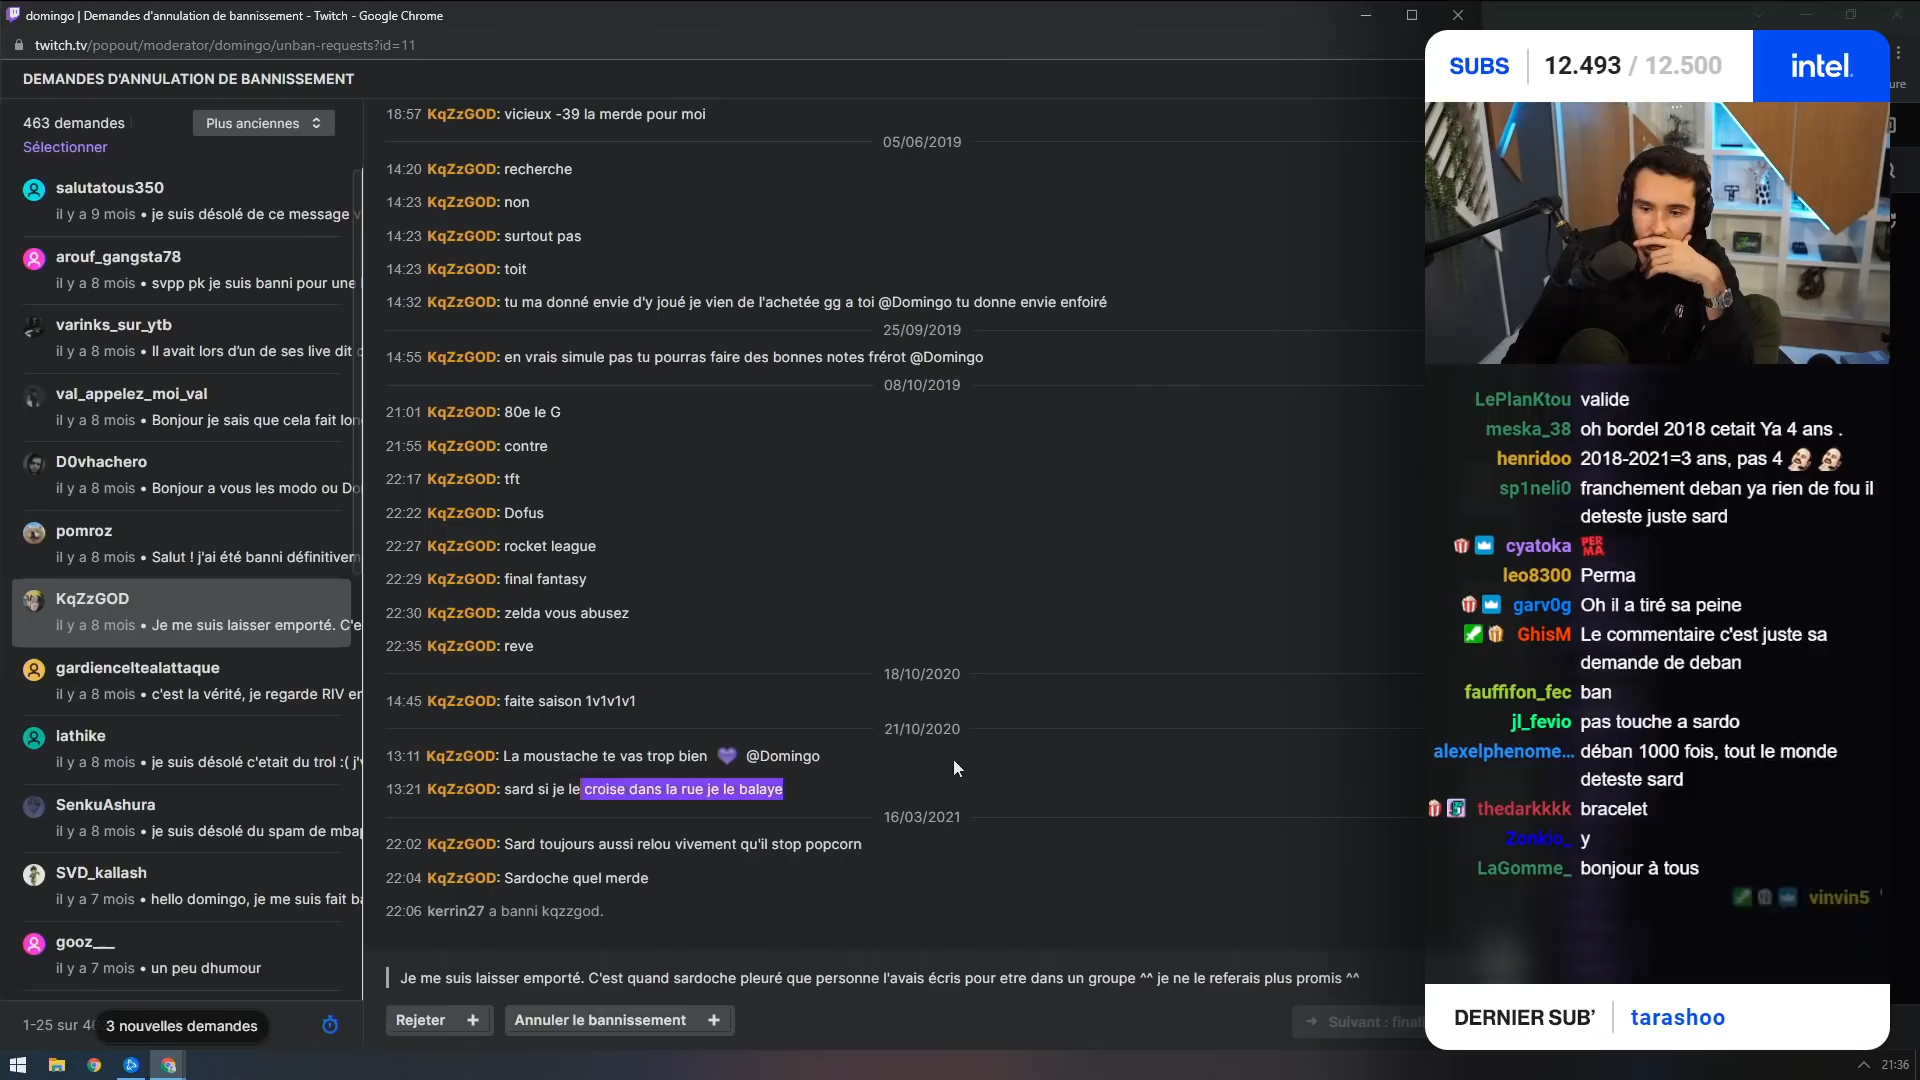 domingo | Demandes d'annulation de bannissement - Twitch - Google Chrome
twitch.tv/popout/moderator/domingo/unban-requests?id=11
DEMANDES D'ANNULATION DE BANNISSEMENT
463 demandes
Plus anciennes
Sélectionner
salutatous350
il y a 9 mois • je suis désolé de ce message v
arouf_gangsta78
il y a 8 mois • svpp pk je suis banni pour une
varinks_sur_ytb
il y a 8 mois • Il avait lors d'un de ses live dit
val_appelez_moi_val
il y a 8 mois • Bonjour je sais que cela fait lon
D0vhachero
il y a 8 mois • Bonjour a vous les modo ou Do
pomroz
il y a 8 mois • Salut ! j'ai été banni définitivem
KqZzGOD
il y a 8 mois • Je me suis laisser emporté. C'e
gardienceltealattaque
il y a 8 mois • c'est la vérité, je regarde RIV er
lathike
il y a 8 mois • je suis désolé c'etait du trol :( j'
SenkuAshura
il y a 8 mois • je suis désolé du spam de mba
SVD_kallash
il y a 7 mois • hello domingo, je me suis fait ba
gooz___
il y a 7 mois • un peu dhumour
1-25 sur 4
3 nouvelles demandes
18:57 KqZzGOD: vicieux -39 la merde pour moi
05/06/2019
14:20 KqZzGOD: recherche
14:23 KqZzGOD: non
14:23 KqZzGOD: surtout pas
14:23 KqZzGOD: toit
14:32 KqZzGOD: tu ma donné envie d'y joué je vien de l'achetée gg a toi @Domingo tu donne envie enfoiré
25/09/2019
14:55 KqZzGOD: en vrais simule pas tu pourras faire des bonnes notes frérot @Domingo
08/10/2019
21:01 KqZzGOD: 80e le G
21:55 KqZzGOD: contre
22:17 KqZzGOD: tft
22:22 KqZzGOD: Dofus
22:27 KqZzGOD: rocket league
22:29 KqZzGOD: final fantasy
22:30 KqZzGOD: zelda vous abusez
22:35 KqZzGOD: reve
18/10/2020
14:45 KqZzGOD: faite saison 1v1v1v1
21/10/2020
13:11 KqZzGOD: La moustache te vas trop bien @Domingo
13:21 KqZzGOD: sard si je le croise dans la rue je le balaye
16/03/2021
22:02 KqZzGOD: Sard toujours aussi relou vivement qu'il stop popcorn
22:04 KqZzGOD: Sardoche quel merde
22:06 kerrin27 a banni kqzzgod.
Je me suis laisser emporté. C'est quand sardoche pleuré que personne l'avais écris pour etre dans un groupe ^^ je ne le referais plus promis ^^
Rejeter +
Annuler le bannissement +
Suivant : final
SUBS 12.493 / 12.500
intel.
ure
LePlanKtou valide
meska_38 oh bordel 2018 cetait Ya 4 ans .
henridoo 2018-2021=3 ans, pas 4
sp1neli0 franchement deban ya rien de fou il
deteste juste sard
cyatoka PERMA
leo8300 Perma
garv0g Oh il a tiré sa peine
GhisM Le commentaire c'est juste sa
demande de deban
fauffifon_fec ban
jl_fevio pas touche a sardo
alexelphenome... déban 1000 fois, tout le monde
deteste sard
thedarkkkk bracelet
Zonkio_ y
LaGomme_ bonjour à tous
vinvin5
DERNIER SUB' tarashoo
21:36